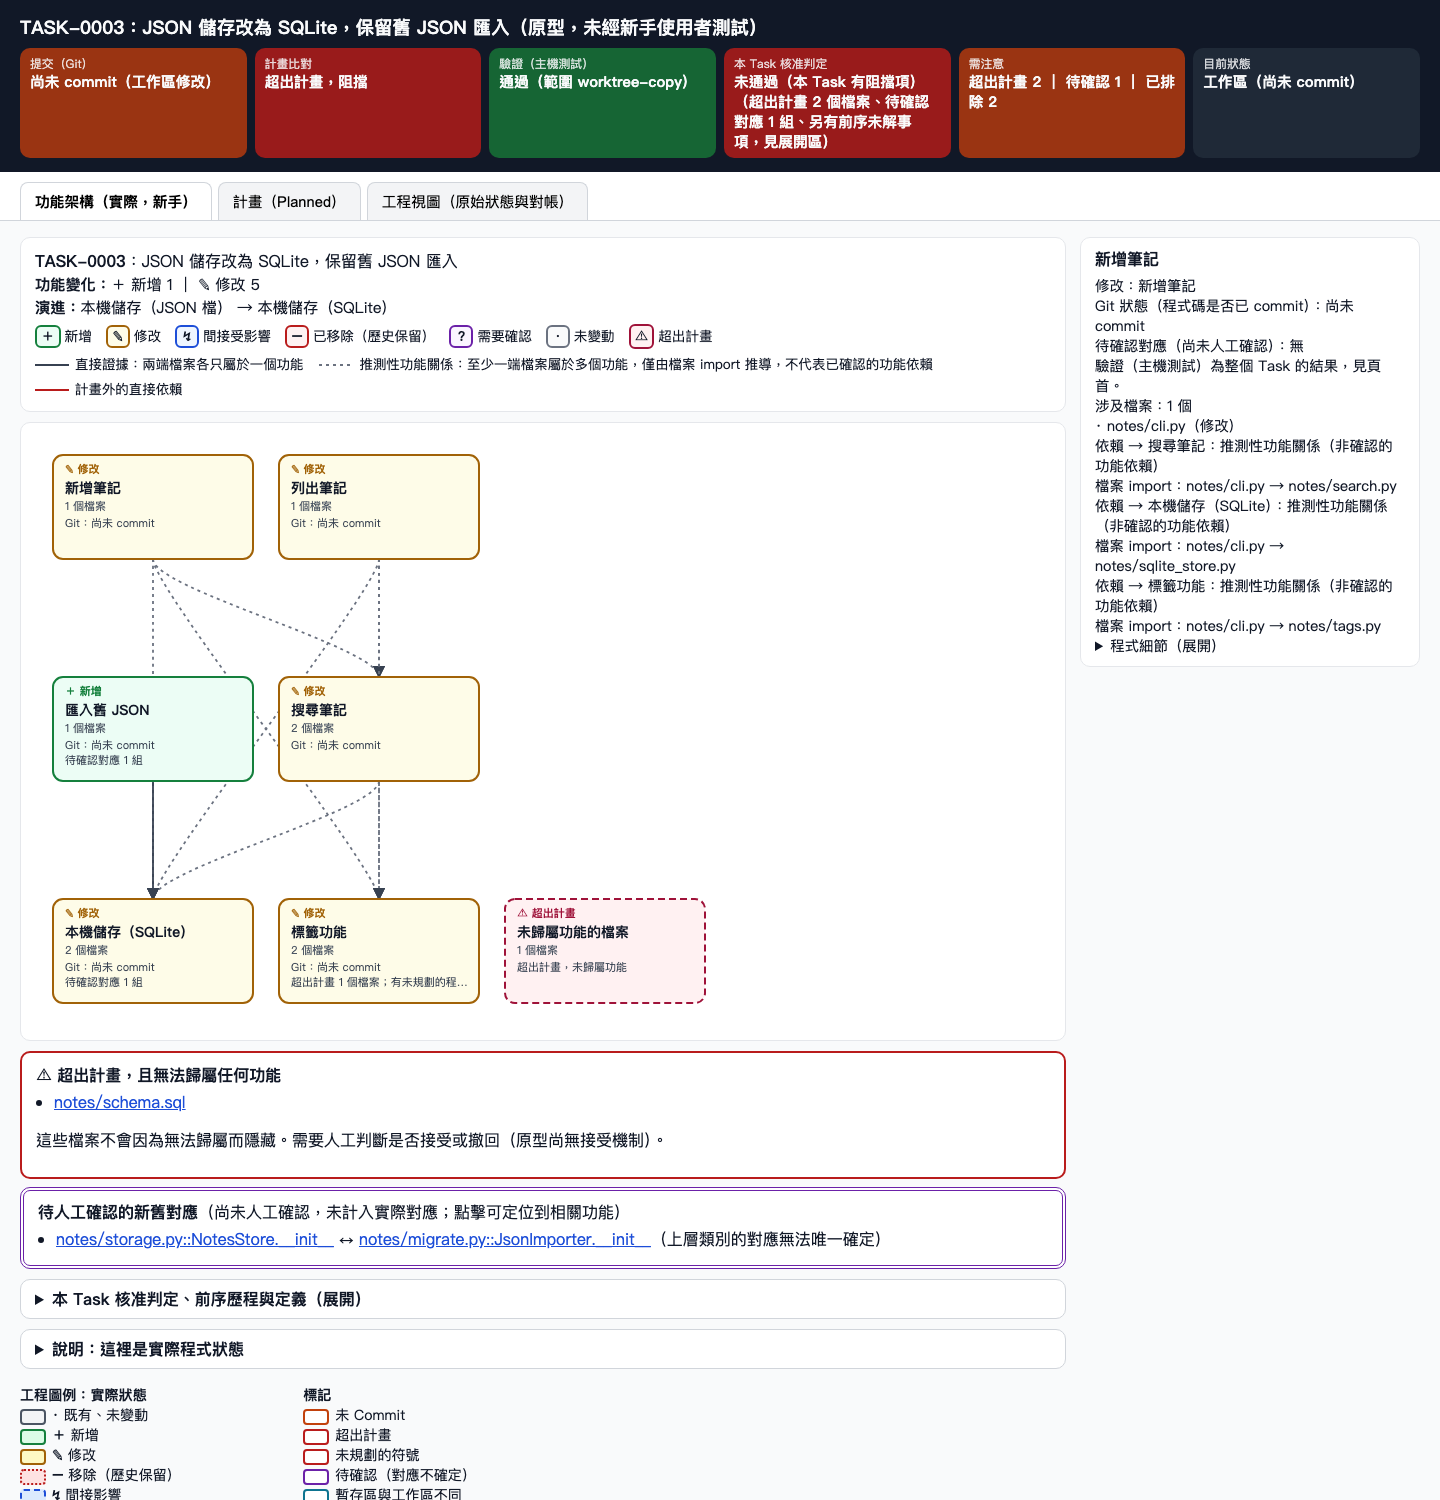 TASK-0003：JSON 儲存改為 SQLite，保留舊 JSON 匯入（原型，未經新手使用者測試）
提交（Git）
尚未 commit（工作區修改）
計畫比對
超出計畫，阻擋
驗證（主機測試）
通過（範圍 worktree-copy）
本 Task 核准判定
未通過（本 Task 有阻擋項）
（超出計畫 2 個檔案、待確認
對應 1 組、另有前序未解事
項，見展開區）
需注意
超出計畫 2 ｜ 待確認 1 ｜ 已排
除 2
目前狀態
工作區（尚未 commit）
功能架構（實際，新手）
計畫（Planned）
工程視圖（原始狀態與對帳）
TASK-0003：JSON 儲存改為 SQLite，保留舊 JSON 匯入
功能變化：＋ 新增 1 ｜ ✎ 修改 5
演進：本機儲存（JSON 檔） → 本機儲存（SQLite）
＋ 新增 ✎ 修改 ↯ 間接受影響 − 已移除（歷史保留） ? 需要確認 · 未變動 ⚠ 超出計畫
直接證據：兩端檔案各只屬於一個功能 推測性功能關係：至少一端檔案屬於多個功能，僅由檔案 import 推導，不代表已確認的功能依賴
計畫外的直接依賴
✎ 修改
新增筆記
1 個檔案
Git：尚未 commit
✎ 修改
列出筆記
1 個檔案
Git：尚未 commit
＋ 新增
匯入舊 JSON
1 個檔案
Git：尚未 commit
待確認對應 1 組
✎ 修改
搜尋筆記
2 個檔案
Git：尚未 commit
✎ 修改
本機儲存（SQLite）
2 個檔案
Git：尚未 commit
待確認對應 1 組
✎ 修改
標籤功能
2 個檔案
Git：尚未 commit
超出計畫 1 個檔案；有未規劃的程…
⚠ 超出計畫
未歸屬功能的檔案
1 個檔案
超出計畫，未歸屬功能
新增筆記
修改：新增筆記
Git 狀態（程式碼是否已 commit）：尚未
commit
待確認對應（尚未人工確認）：無
驗證（主機測試）為整個 Task 的結果，見頁
首。
涉及檔案：1 個
· notes/cli.py（修改）
依賴 → 搜尋筆記：推測性功能關係（非確認的
功能依賴）
檔案 import：notes/cli.py → notes/search.py
依賴 → 本機儲存（SQLite）：推測性功能關係
（非確認的功能依賴）
檔案 import：notes/cli.py →
notes/sqlite_store.py
依賴 → 標籤功能：推測性功能關係（非確認的
功能依賴）
檔案 import：notes/cli.py → notes/tags.py
▶ 程式細節（展開）
⚠ 超出計畫，且無法歸屬任何功能
• notes/schema.sql
這些檔案不會因為無法歸屬而隱藏。需要人工判斷是否接受或撤回（原型尚無接受機制）。
待人工確認的新舊對應（尚未人工確認，未計入實際對應；點擊可定位到相關功能）
• notes/storage.py::NotesStore.__init__ ↔ notes/migrate.py::JsonImporter.__init__（上層類別的對應無法唯一確定）
▶ 本 Task 核准判定、前序歷程與定義（展開）
▶ 說明：這裡是實際程式狀態
工程圖例：實際狀態
· 既有、未變動
＋ 新增
✎ 修改
− 移除（歷史保留）
↯ 間接影響
標記
未 Commit
超出計畫
未規劃的符號
待確認（對應不確定）
暫存區與工作區不同